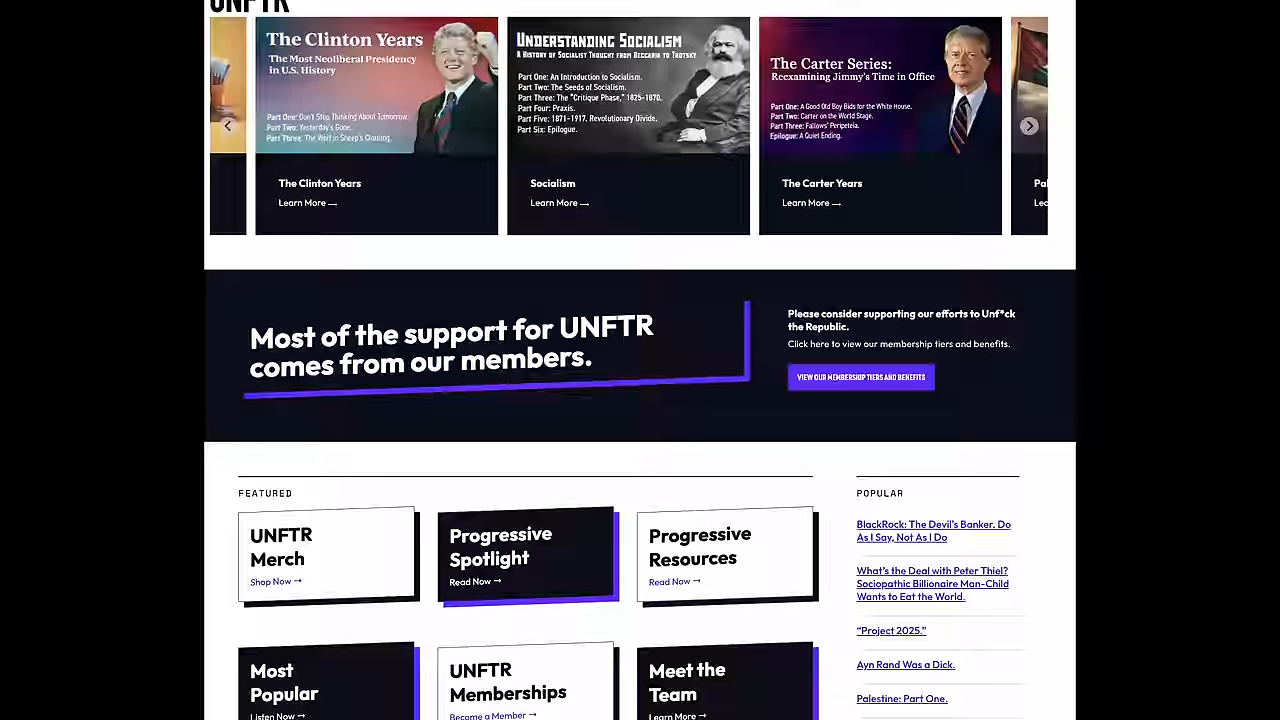 UNFTR
The Clinton Years
The Most Neoliberal Presidency
in U.S. History
Part One: Don't Stop Thinking About Tomorrow.
Part Two: Yesterday's Gone.
Part Three: The Wolf in Sheep's Clothing.
The Clinton Years
Learn More →
Understanding Socialism
A History of Socialist Thought from Beccaria to Trotsky
Part One: An Introduction to Socialism.
Part Two: The Seeds of Socialism.
Part Three: The "Critique Phase," 1825-1870.
Part Four: Praxis.
Part Five: 1871-1917. Revolutionary Divide.
Part Six: Epilogue.
Socialism
Learn More →
The Carter Series:
Reexamining Jimmy's Time in Office
Part One: A Good Old Boy Bids for the White House.
Part Two: Carter on the World Stage.
Part Three: Fallows' Peripeteia.
Epilogue: A Quiet Ending.
The Carter Years
Learn More →
Pal
Lec
Most of the support for UNFTR
comes from our members.
Please consider supporting our efforts to Unf*ck
the Republic.
Click here to view our membership tiers and benefits.
VIEW OUR MEMBERSHIP TIERS AND BENEFITS
FEATURED
UNFTR
Merch
Shop Now →
Progressive
Spotlight
Read Now →
Progressive
Resources
Read Now →
Most
Popular
Listen Now →
UNFTR
Memberships
Become a Member →
Meet the
Team
Learn More →
POPULAR
BlackRock: The Devil's Banker. Do
As I Say, Not As I Do
What's the Deal with Peter Thiel?
Sociopathic Billionaire Man-Child
Wants to Eat the World.
“Project 2025.”
Ayn Rand Was a Dick.
Palestine: Part One.